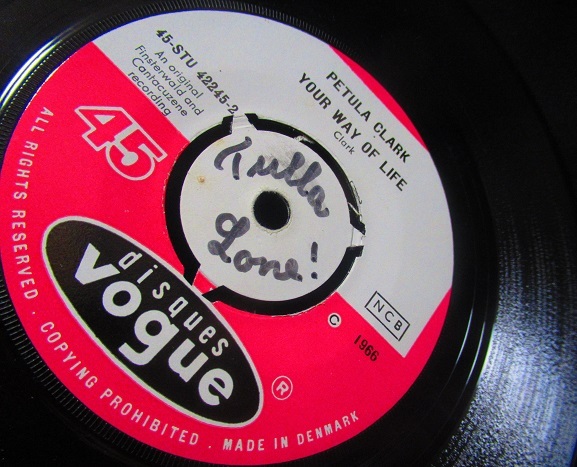 45-STU 42245-2
An original
Finsterwald and
Cantacuzene
recording
PETULA CLARK
YOUR WAY OF LIFE
Clark
45
Tulla
Lone!
disques
vogue
®
NCB
© 1966
ALL RIGHTS RESERVED · COPYING PROHIBITED · MADE IN DENMARK